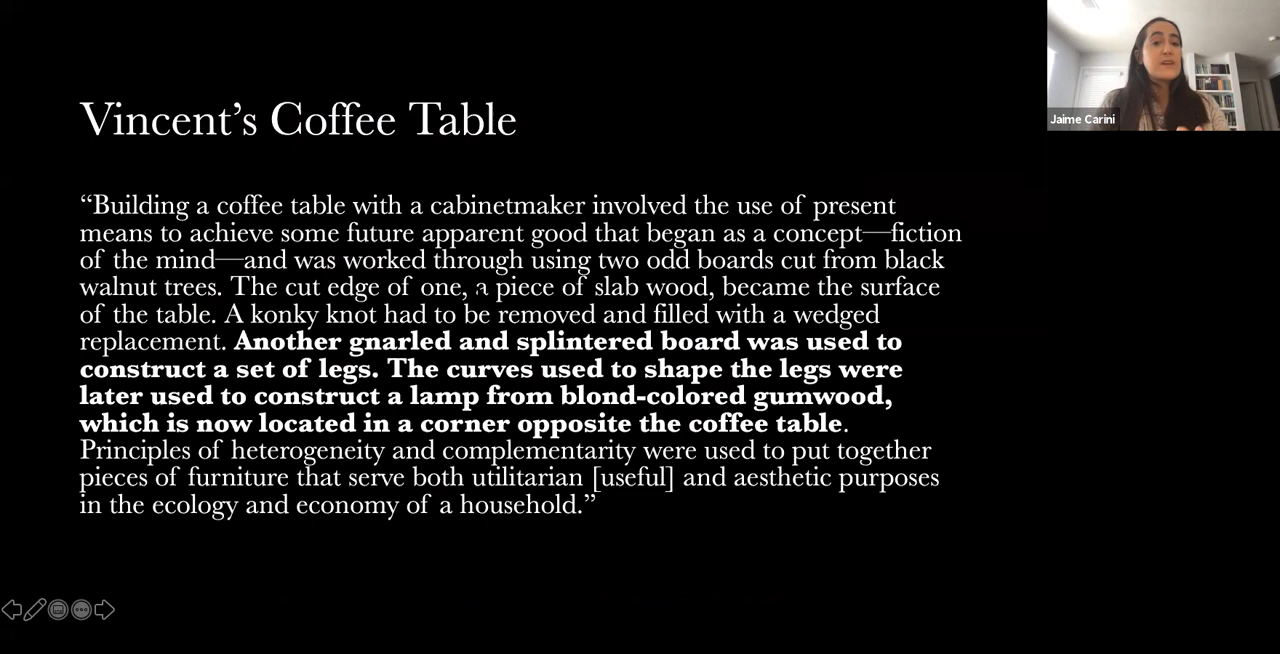 Vincent’s Coffee Table
“Building a coffee table with a cabinetmaker involved the use of present
means to achieve some future apparent good that began as a concept—fiction
of the mind—and was worked through using two odd boards cut from black
walnut trees. The cut edge of one, a piece of slab wood, became the surface
of the table. A konky knot had to be removed and filled with a wedged
replacement. Another gnarled and splintered board was used to
construct a set of legs. The curves used to shape the legs were
later used to construct a lamp from blond-colored gumwood,
which is now located in a corner opposite the coffee table.
Principles of heterogeneity and complementarity were used to put together
pieces of furniture that serve both utilitarian [useful] and aesthetic purposes
in the ecology and economy of a household.”
Jaime Carini